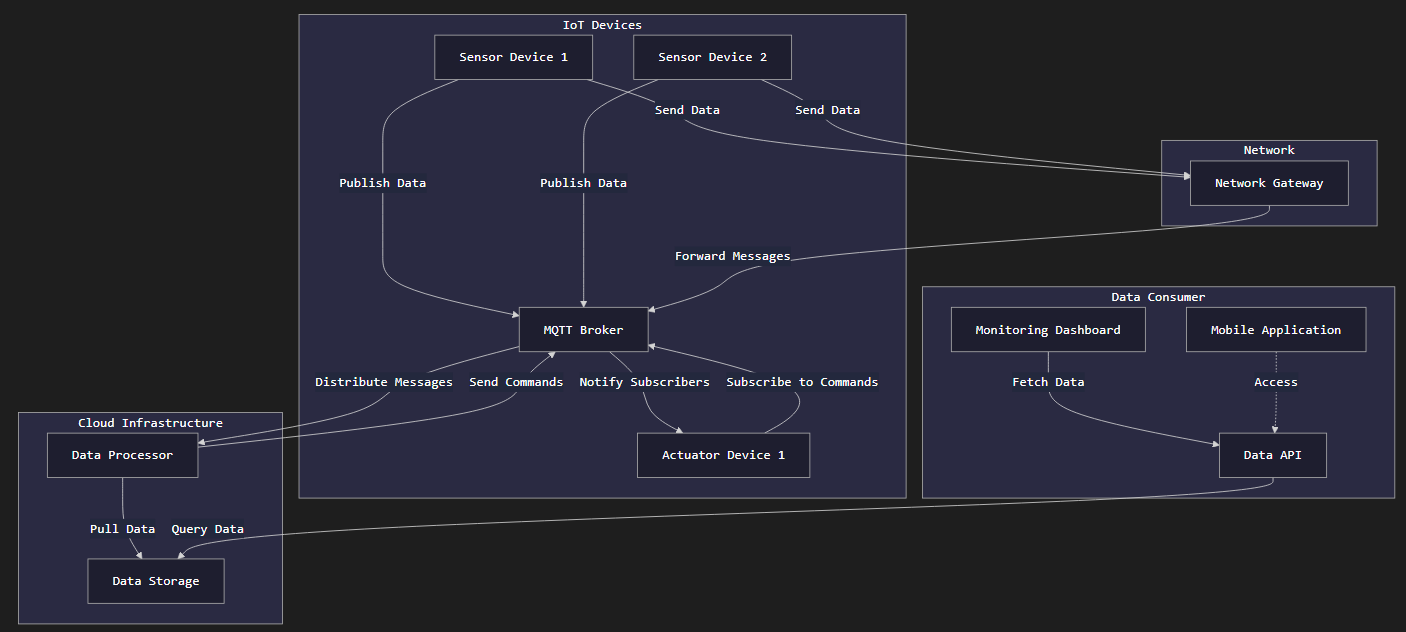 IoT Devices
Sensor Device 1
Sensor Device 2
Send Data
Send Data
Network
Network Gateway
Publish Data
Publish Data
Forward Messages
Data Consumer
MQTT Broker
Monitoring Dashboard
Mobile Application
Distribute Messages
Send Commands
Notify Subscribers
Subscribe to Commands
Fetch Data
Access
Cloud Infrastructure
Data Processor
Actuator Device 1
Data API
Pull Data
Query Data
Data Storage